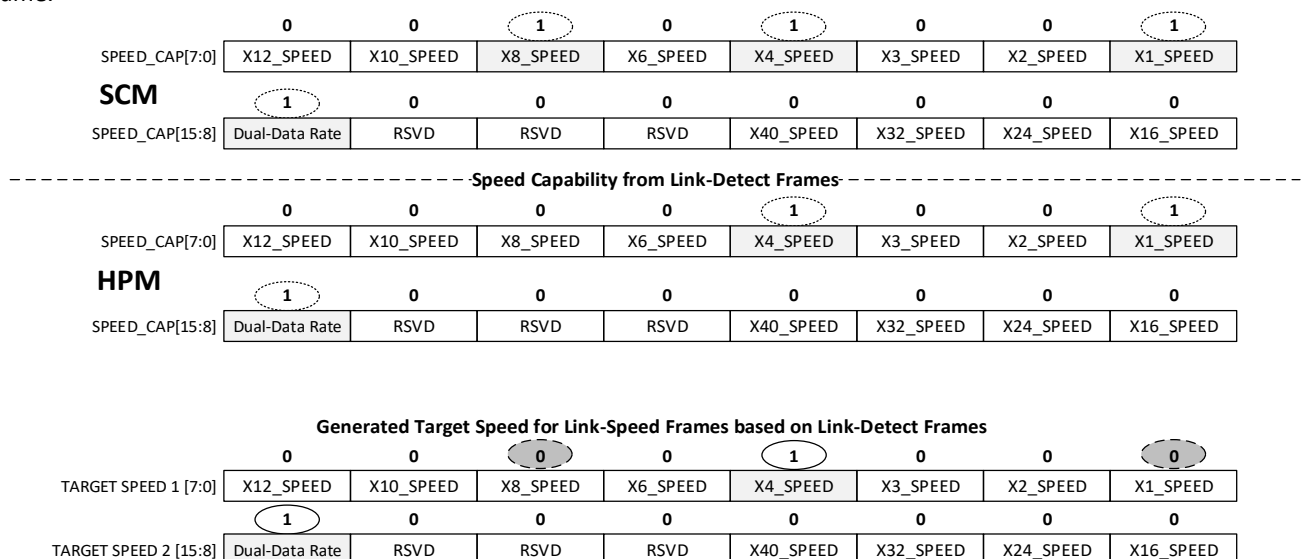 0 0 1 0 1 0 0 1
SPEED_CAP[7:0] X12_SPEED X10_SPEED X8_SPEED X6_SPEED X4_SPEED X3_SPEED X2_SPEED X1_SPEED
SCM
1 0 0 0 0 0 0 0
SPEED_CAP[15:8] Dual-Data Rate RSVD RSVD RSVD X40_SPEED X32_SPEED X24_SPEED X16_SPEED
Speed Capability from Link-Detect Frames
0 0 0 0 1 0 0 1
SPEED_CAP[7:0] X12_SPEED X10_SPEED X8_SPEED X6_SPEED X4_SPEED X3_SPEED X2_SPEED X1_SPEED
HPM
1 0 0 0 0 0 0 0
SPEED_CAP[15:8] Dual-Data Rate RSVD RSVD RSVD X40_SPEED X32_SPEED X24_SPEED X16_SPEED
Generated Target Speed for Link-Speed Frames based on Link-Detect Frames
0 0 0 0 1 0 0 0
TARGET SPEED 1 [7:0] X12_SPEED X10_SPEED X8_SPEED X6_SPEED X4_SPEED X3_SPEED X2_SPEED X1_SPEED
1 0 0 0 0 0 0 0
TARGET SPEED 2 [15:8] Dual-Data Rate RSVD RSVD RSVD X40_SPEED X32_SPEED X24_SPEED X16_SPEED